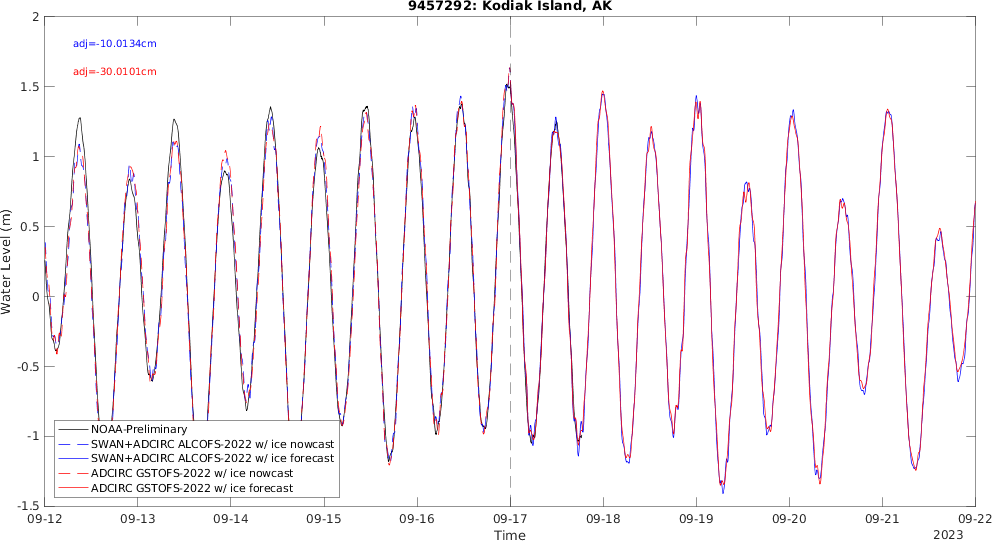 9457292: Kodiak Island, AK
adj=-10.0134cm
adj=-30.0101cm
Water Level (m)
2
1.5
1
0.5
0
-0.5
-1
-1.5
NOAA-Preliminary
SWAN+ADCIRC ALCOFS-2022 w/ ice nowcast
SWAN+ADCIRC ALCOFS-2022 w/ ice forecast
ADCIRC GSTOFS-2022 w/ ice nowcast
ADCIRC GSTOFS-2022 w/ ice forecast
09-12 09-13 09-14 09-15 09-16 09-17 09-18 09-19 09-20 09-21 09-22
Time
2023